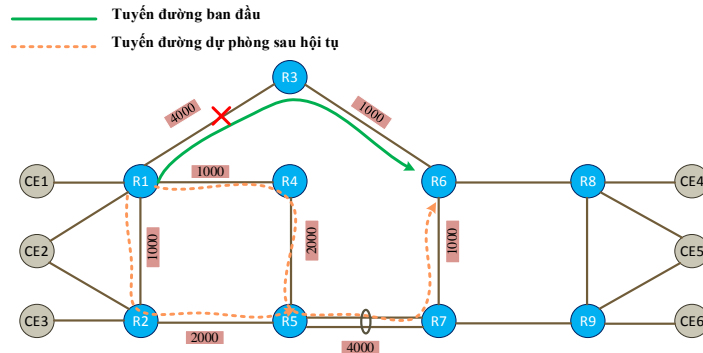 Tuyến đường ban đầu
Tuyến đường dự phòng sau hội tụ
R3
4000
1000
CE1
R1
1000
R4
R6
R8
CE4
CE2
1000
2000
1000
CE5
CE3
R2
2000
R5
4000
R7
R9
CE6